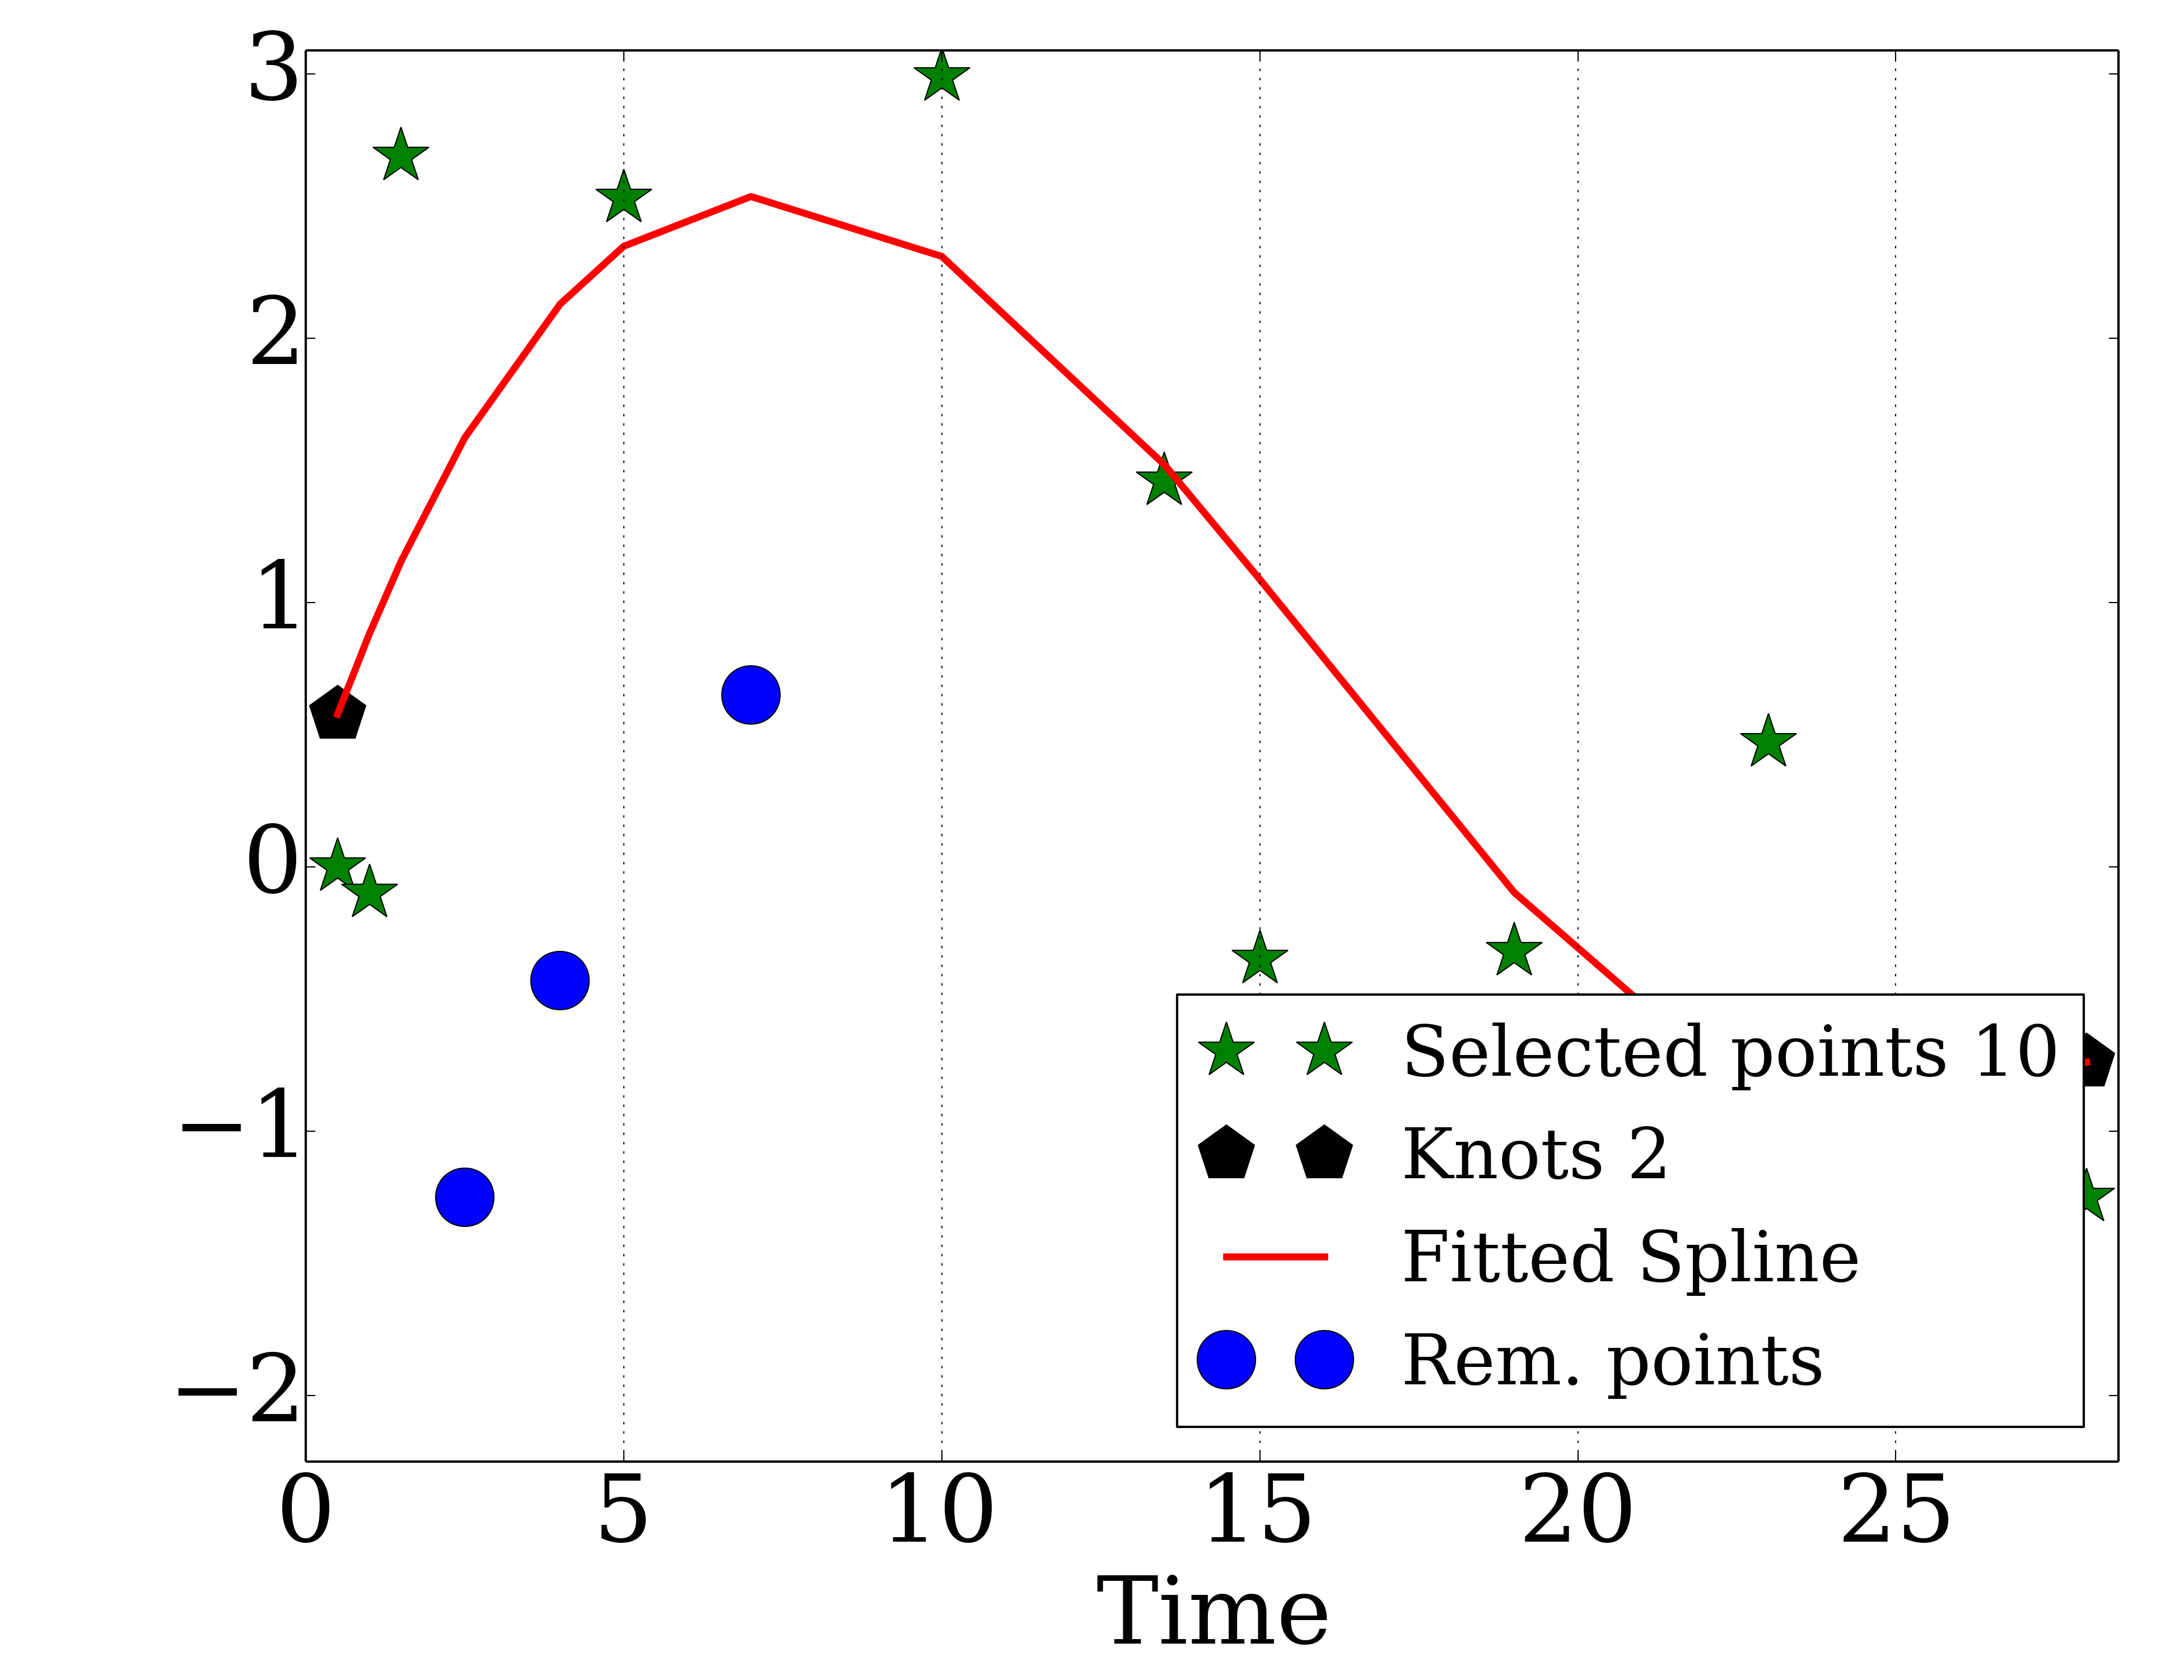 3
2
1
0
−1
−2
0 5 10 15 20 25
Time
Selected points 10
Knots 2
Fitted Spline
Rem. points